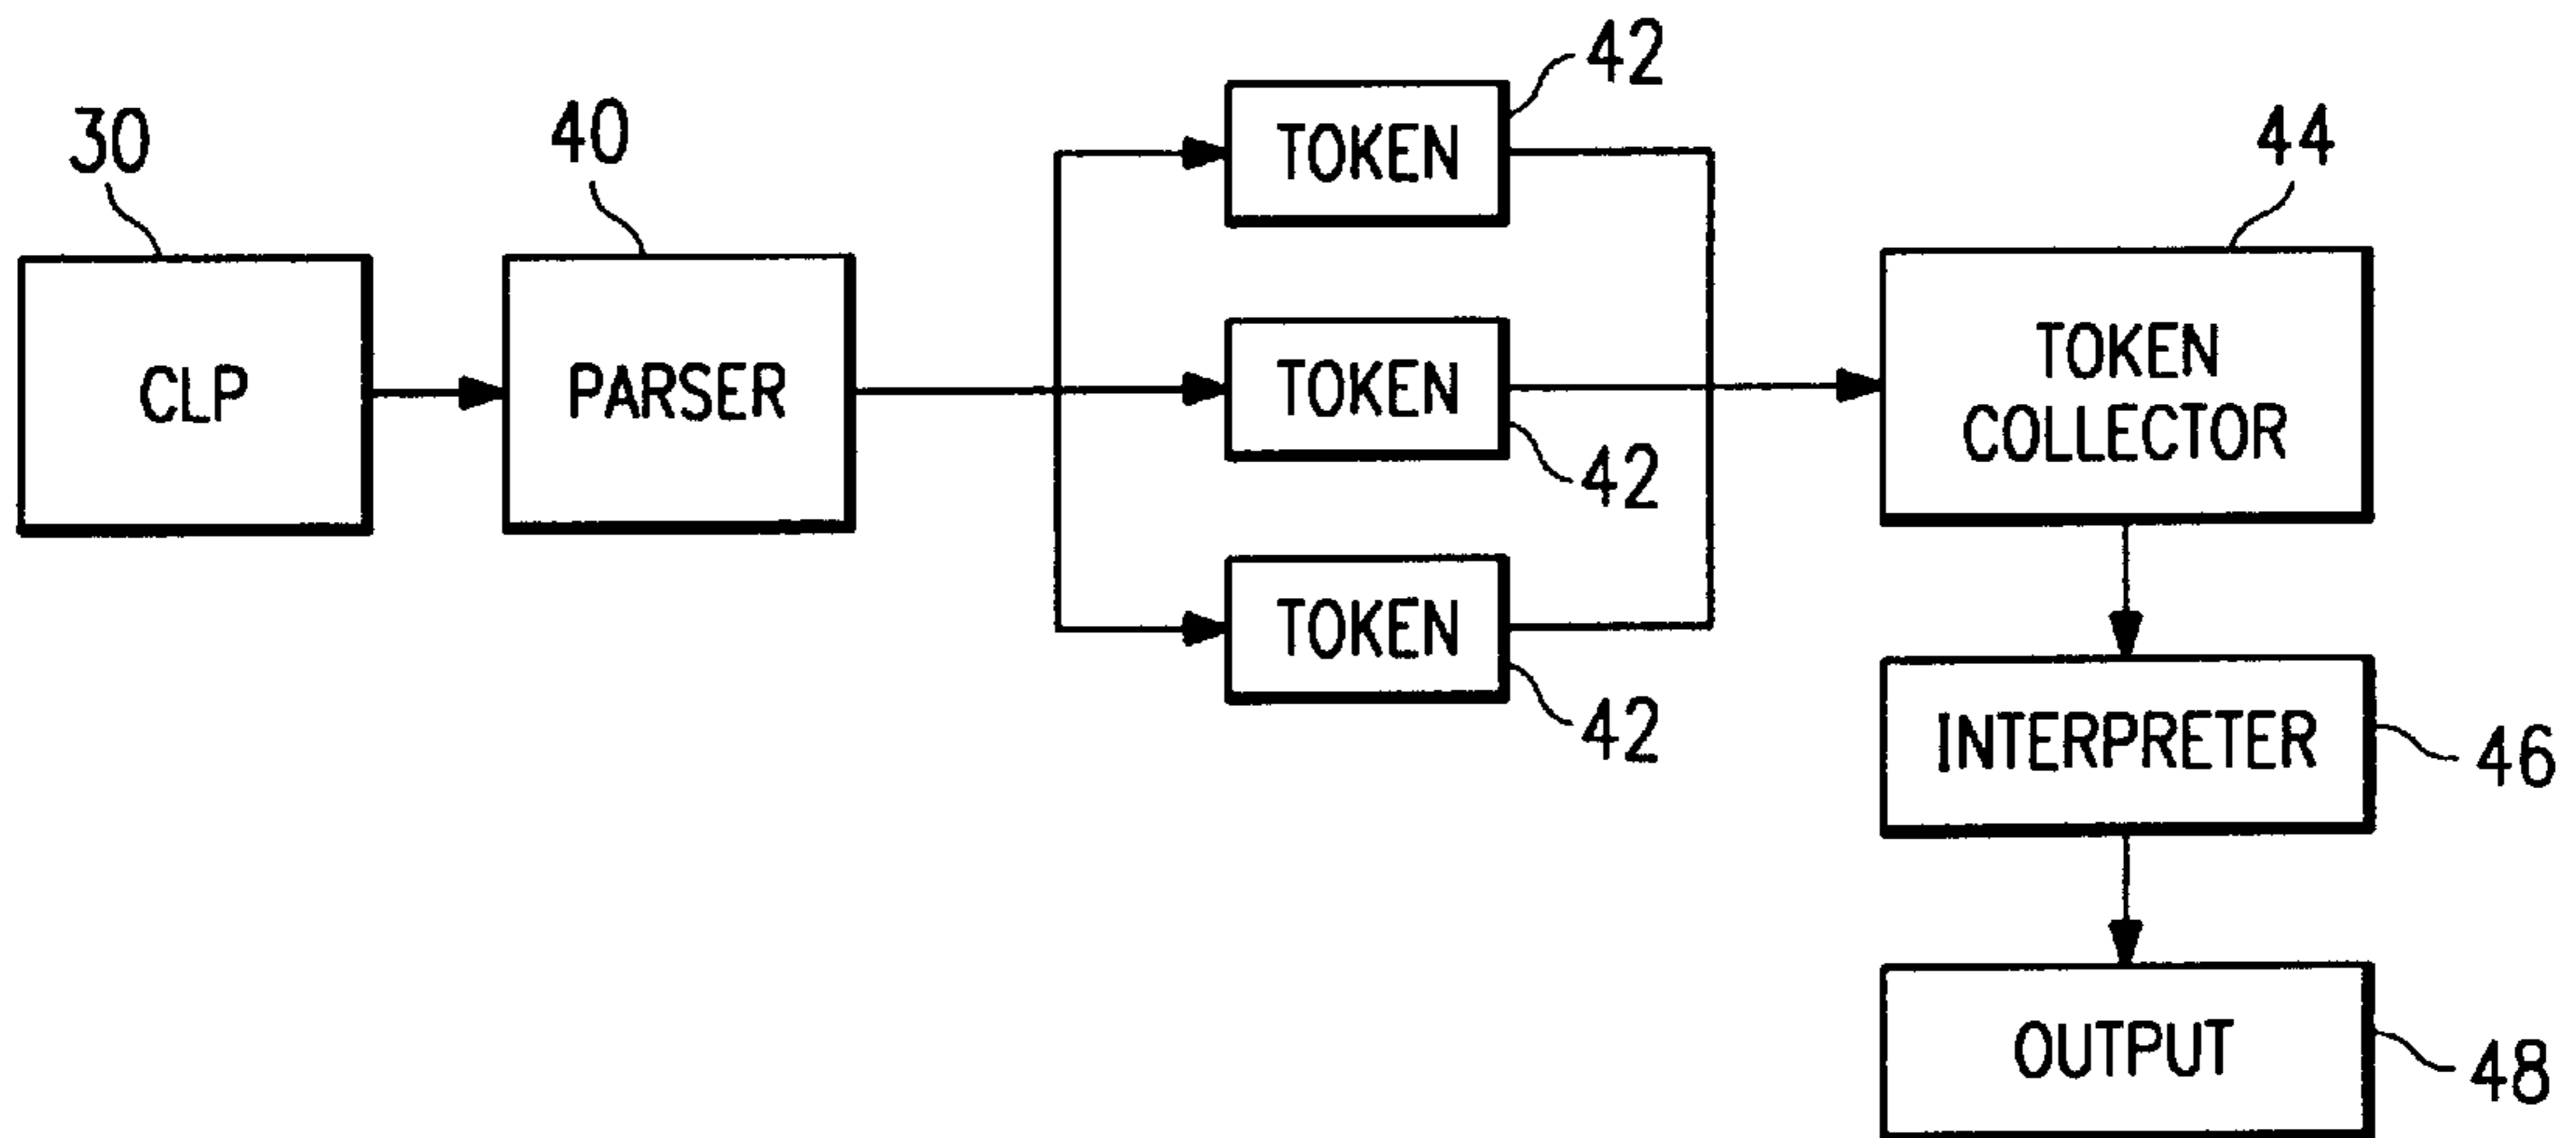 30
CLP
40
PARSER
42
TOKEN
TOKEN
42
TOKEN
42
44
TOKEN
COLLECTOR
INTERPRETER
46
OUTPUT
48